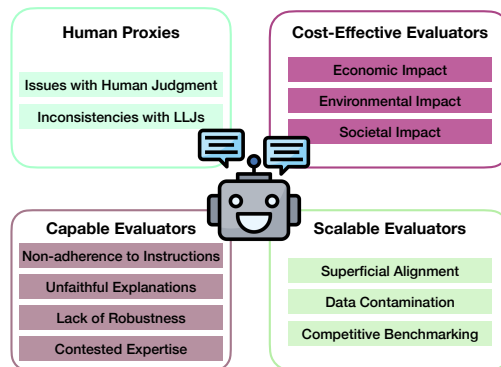 Human Proxies
Issues with Human Judgment
Inconsistencies with LLJs
Cost-Effective Evaluators
Economic Impact
Environmental Impact
Societal Impact
Capable Evaluators
Non-adherence to Instructions
Unfaithful Explanations
Lack of Robustness
Contested Expertise
Scalable Evaluators
Superficial Alignment
Data Contamination
Competitive Benchmarking